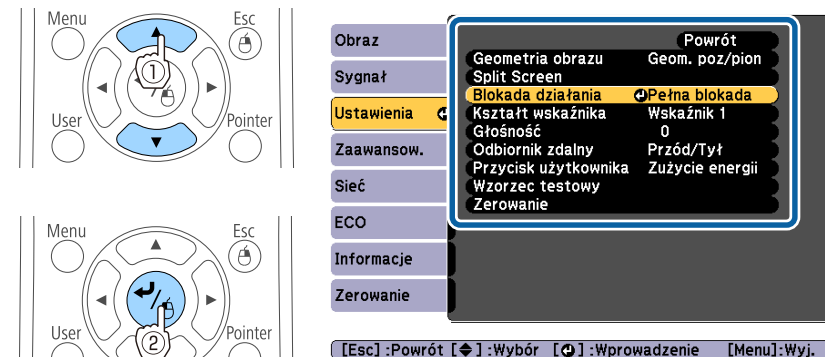 Menu
Esc
①
User
Pointer
Menu
Esc
②
User
Pointer
Obraz
Sygnał
Ustawienia
Zaawansow.
Sieć
ECO
Informacje
Zerowanie
Powrót
Geometria obrazu Geom. poz/pion
Split Screen
Blokada działania Pełna blokada
Kształt wskaźnika Wskaźnik 1
Głośność 0
Odbiornik zdalny Przód/Tył
Przycisk użytkownika Zużycie energii
Wzorzec testowy
Zerowanie
[Esc] :Powrót [◆] :Wybór [⏎] :Wprowadzenie [Menu]:Wyj.